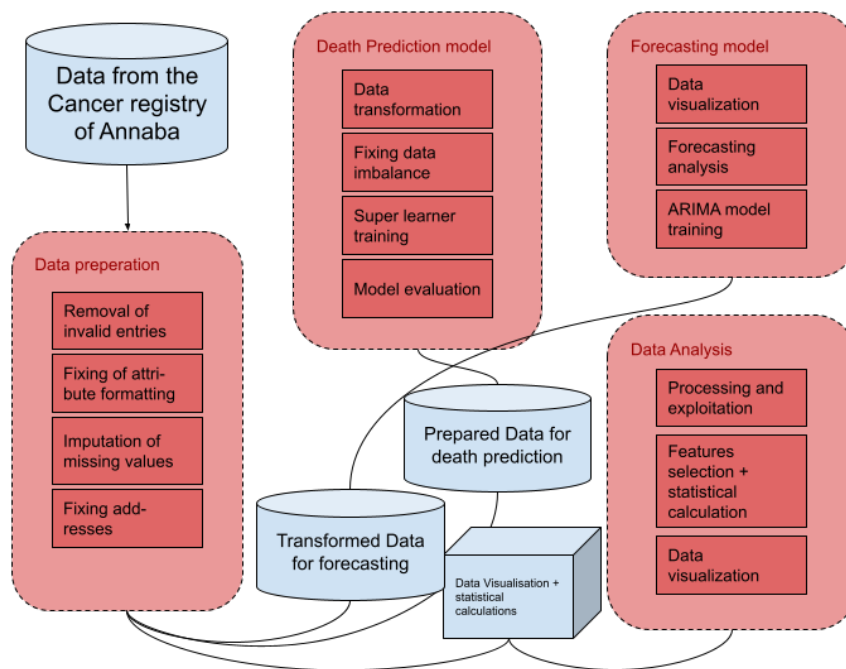 Data from the
Cancer registry
of Annaba
Data preperation
Removal of
invalid entries
Fixing of attri-
bute formatting
Imputation of
missing values
Fixing add-
resses
Death Prediction model
Data
transformation
Fixing data
imbalance
Super learner
training
Model evaluation
Forecasting model
Data
visualization
Forecasting
analysis
ARIMA model
training
Prepared Data for
death prediction
Transformed Data
for forecasting
Data Visualisation +
statistical
calculations
Data Analysis
Processing and
exploitation
Features
selection +
statistical
calculation
Data
visualization